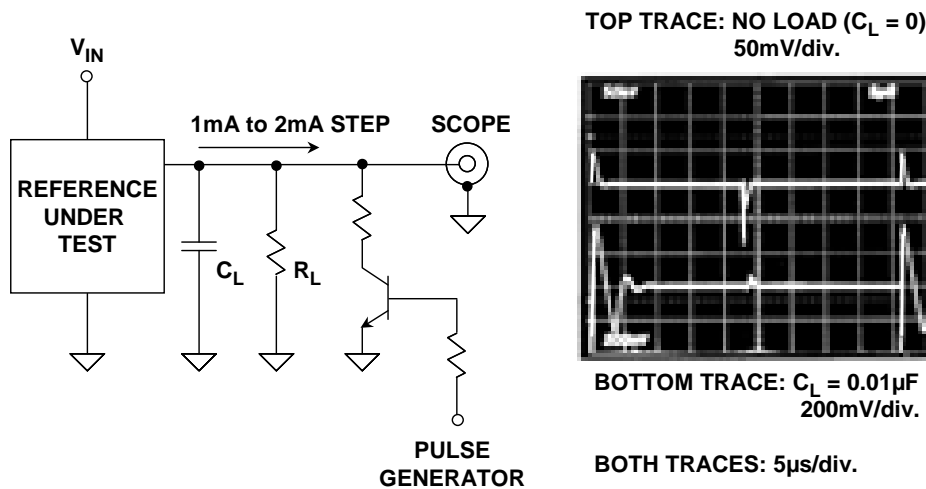 V_IN
1mA to 2mA STEP
SCOPE
REFERENCE
UNDER
TEST
C_L
R_L
PULSE
GENERATOR
TOP TRACE: NO LOAD (C_L = 0)
50mV/div.
BOTTOM TRACE: C_L = 0.01µF
200mV/div.
BOTH TRACES: 5µs/div.